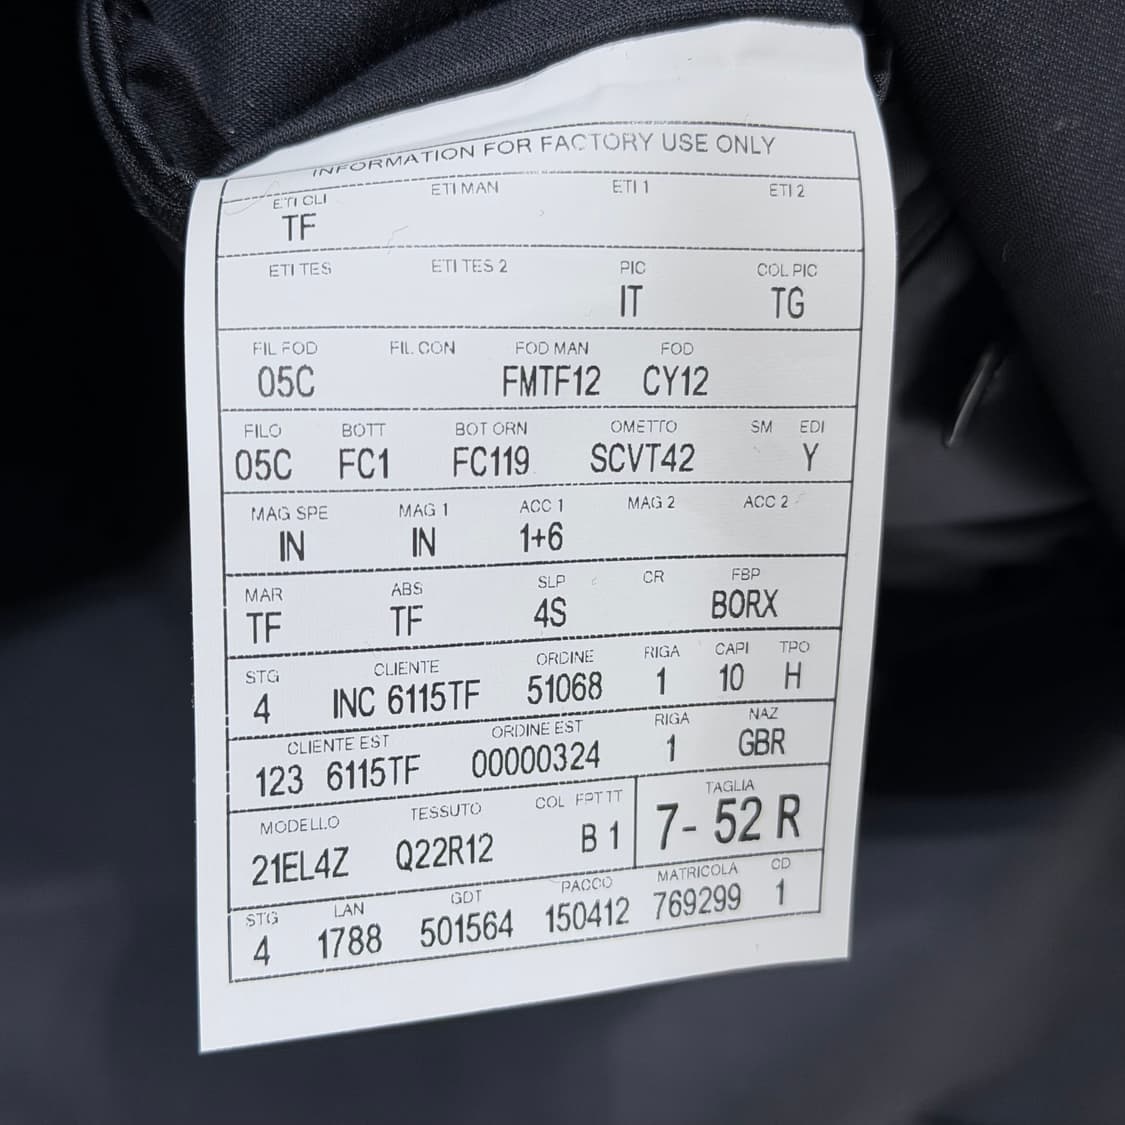 INFORMATION FOR FACTORY USE ONLY
ETI CLI ETI MAN ETI 1 ETI 2
TF
ETI TES ETI TES 2 PIC COL PIC
IT TG
FIL FOD FIL CON FOD MAN FOD
05C FMTF12 CY12
FILO BOTT BOT ORN OMETTO SM EDI
05C FC1 FC119 SCVT42 Y
MAG SPE MAG 1 ACC 1 MAG 2 ACC 2
IN IN 1+6
MAR ABS SLP CR FBP
TF TF 4S BORX
STG CLIENTE ORDINE RIGA CAPI TPO
4 INC 6115TF 51068 1 10 H
CLIENTE EST ORDINE EST RIGA NAZ
123 6115TF 00000324 1 GBR
MODELLO TESSUTO COL FPT TT TAGLIA
21EL4Z Q22R12 B 1 7- 52 R
STG LAN GDT PACCO MATRICOLA CD
4 1788 501564 150412 769299 1